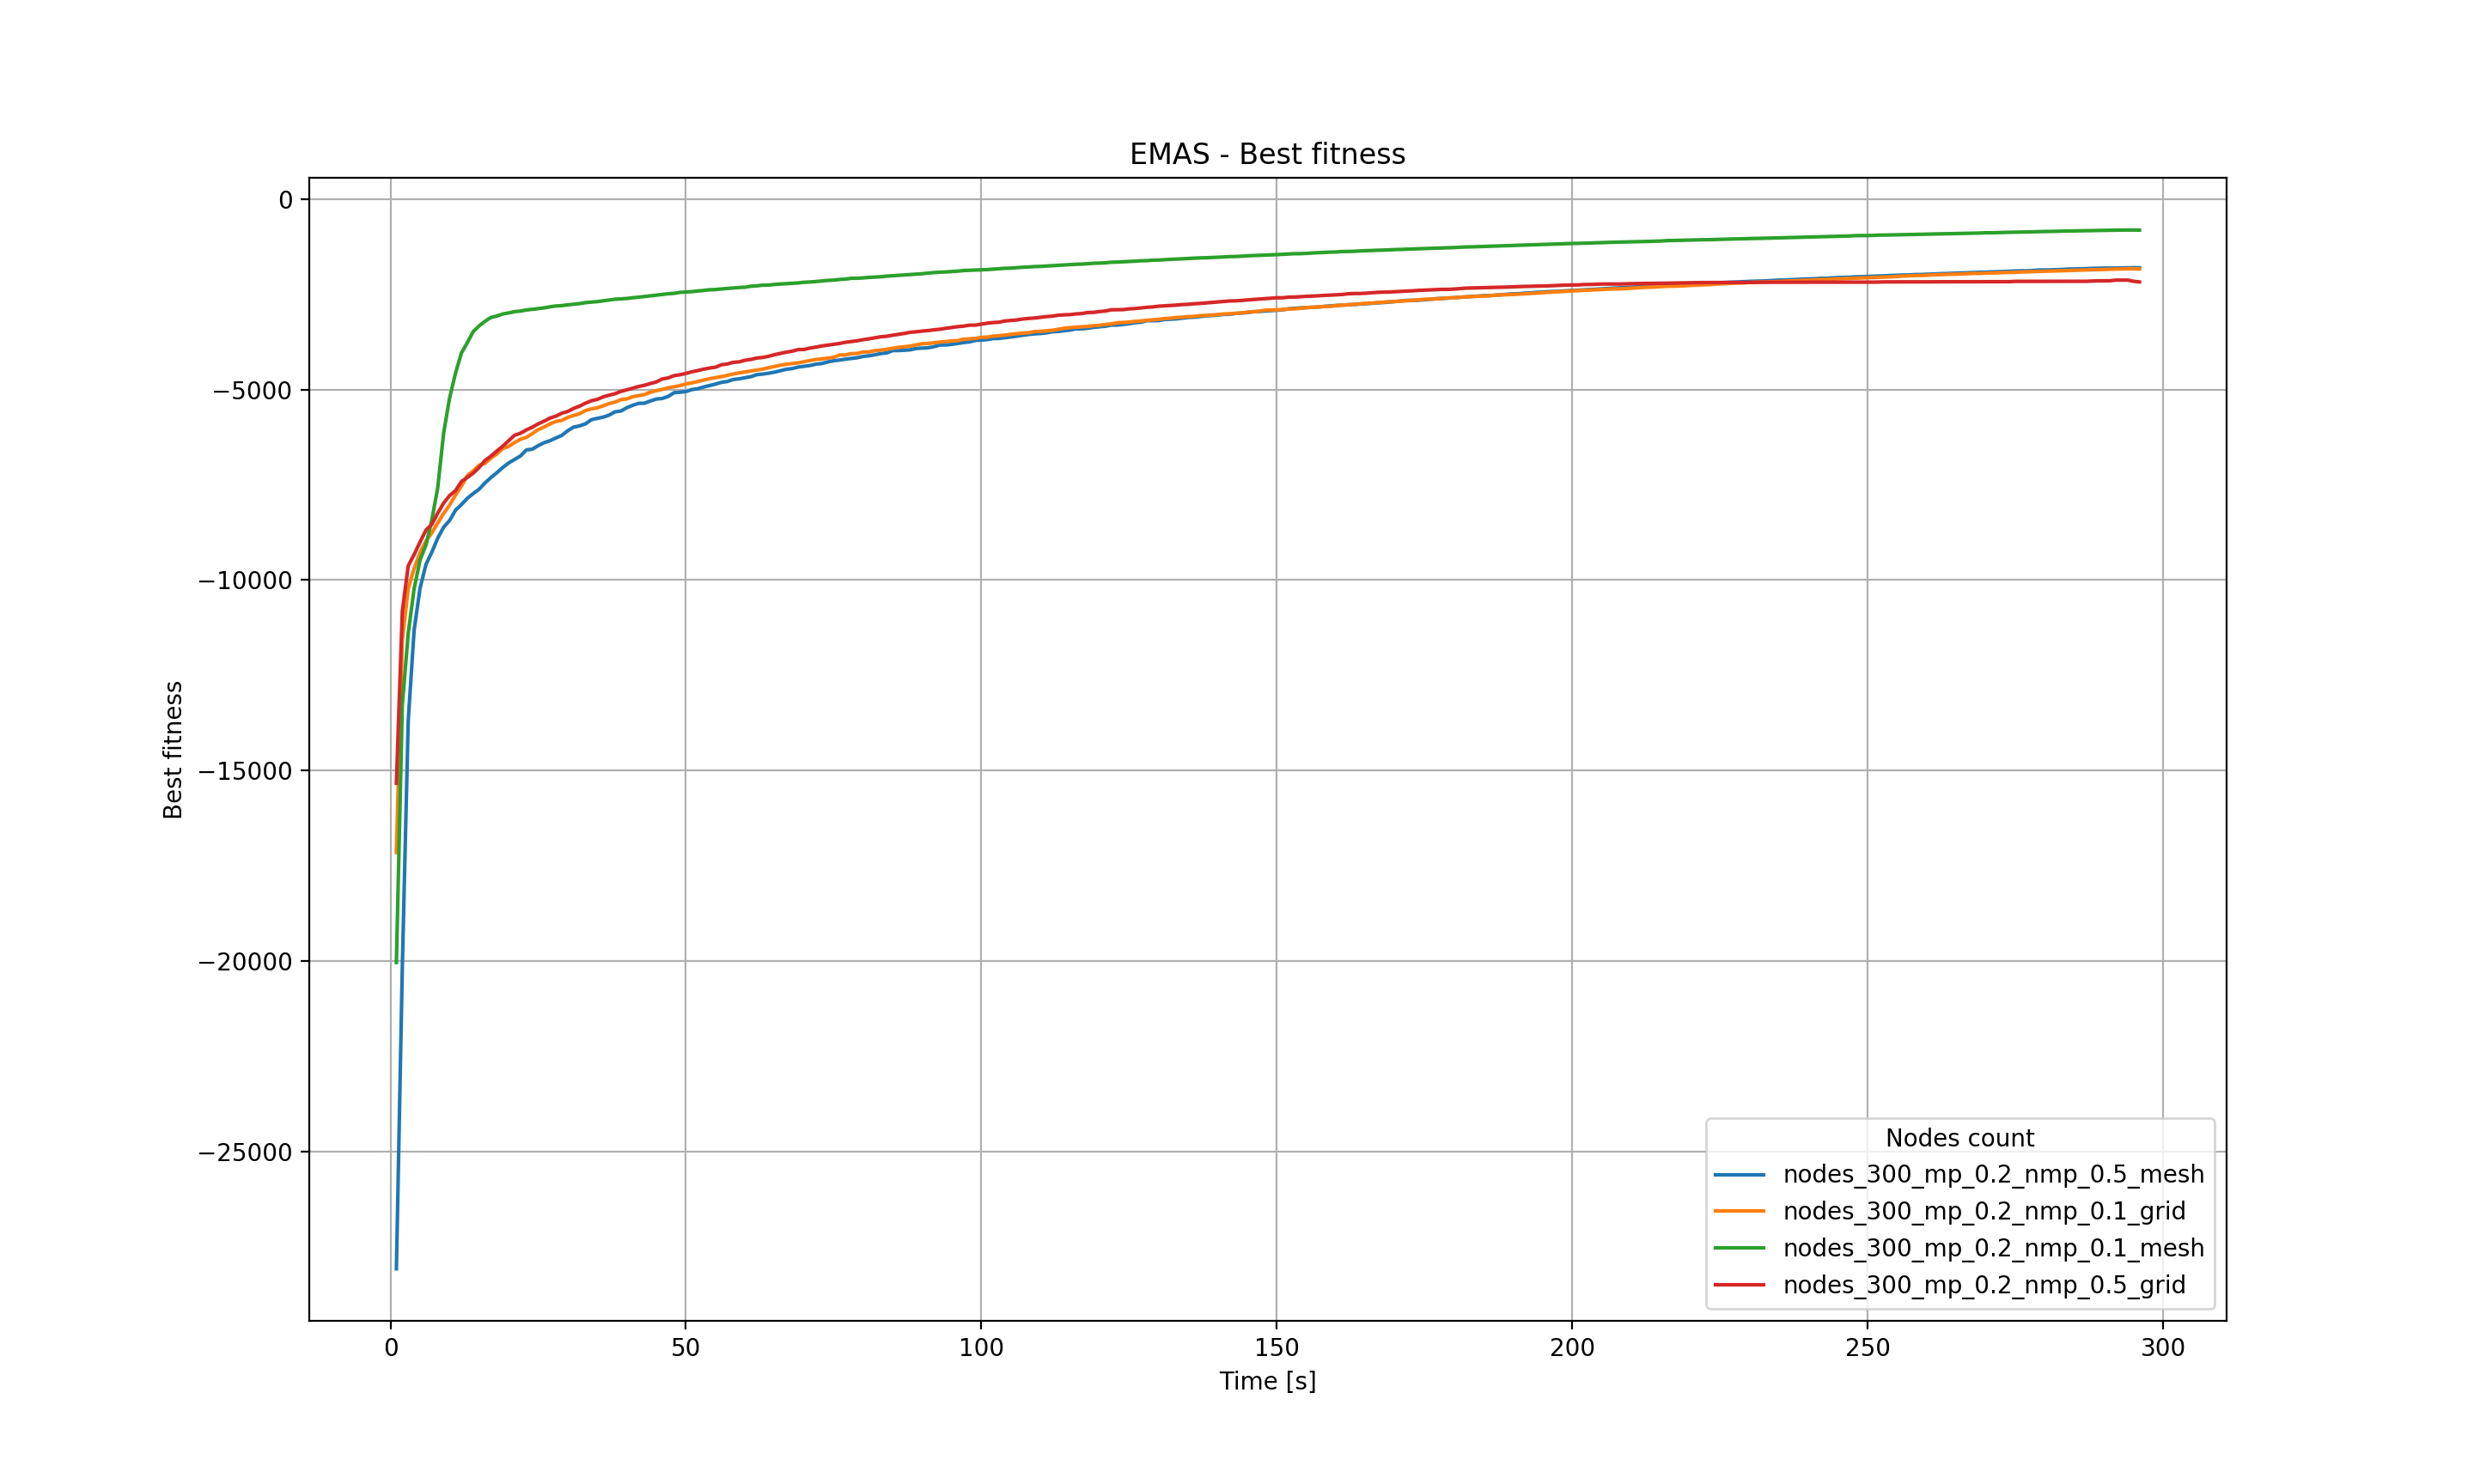 EMAS - Best fitness
0
−5000
−10000
−15000
−20000
−25000
Best fitness
0
50
100
150
200
250
300
Time [s]
Nodes count
nodes_300_mp_0.2_nmp_0.5_mesh
nodes_300_mp_0.2_nmp_0.1_grid
nodes_300_mp_0.2_nmp_0.1_mesh
nodes_300_mp_0.2_nmp_0.5_grid